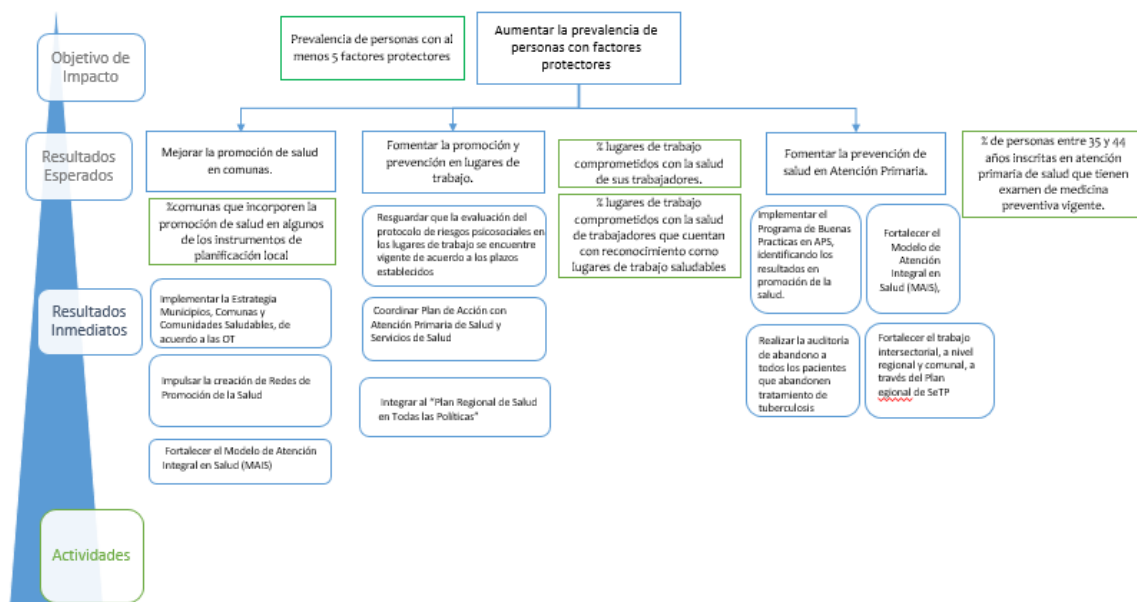 Objetivo de
Impacto
Prevalencia de personas con al
menos 5 factores protectores
Aumentar la prevalencia de
personas con factores
protectores
Resultados
Esperados
Mejorar la promoción de salud
en comunas.
Fomentar la promoción y
prevención en lugares de
trabajo.
% lugares de trabajo
comprometidos con la salud
de sus trabajadores.
Fomentar la prevención de
salud en Atención Primaria.
% de personas entre 35 y 44
años inscritas en atención
primaria de salud que tienen
examen de medicina
preventiva vigente.
%comunas que incorporen la
promoción de salud en algunos
de los instrumentos de
planificación local
Resguardar que la evaluación del
protocolo de riesgos psicosociales en
los lugares de trabajo se encuentre
vigente de acuerdo a los plazos
establecidos
% lugares de trabajo
comprometidos con la salud
de trabajadores que cuentan
con reconocimiento como
lugares de trabajo saludables
Implementar el
Programa de Buenas
Practicas en APS,
identificando los
resultados en
promoción de la
salud.
Fortalecer el
Modelo de
Atención
Integral en
Salud (MAIS),
Resultados
Inmediatos
Implementar la Estrategia
Municipios, Comunas y
Comunidades Saludables, de
acuerdo a las OT
Coordinar Plan de Acción con
Atención Primaria de Salud y
Servicios de Salud
Realizar la auditoría
de abandono a
todos los pacientes
que abandonen
tratamiento de
tuberculosis
Fortalecer el trabajo
intersectorial, a nivel
regional y comunal, a
través del Plan
egional de SeTP
Impulsar la creación de Redes de
Promoción de la Salud
Integrar al "Plan Regional de Salud
en Todas las Políticas"
Fortalecer el Modelo de Atención
Integral en Salud (MAIS)
Actividades